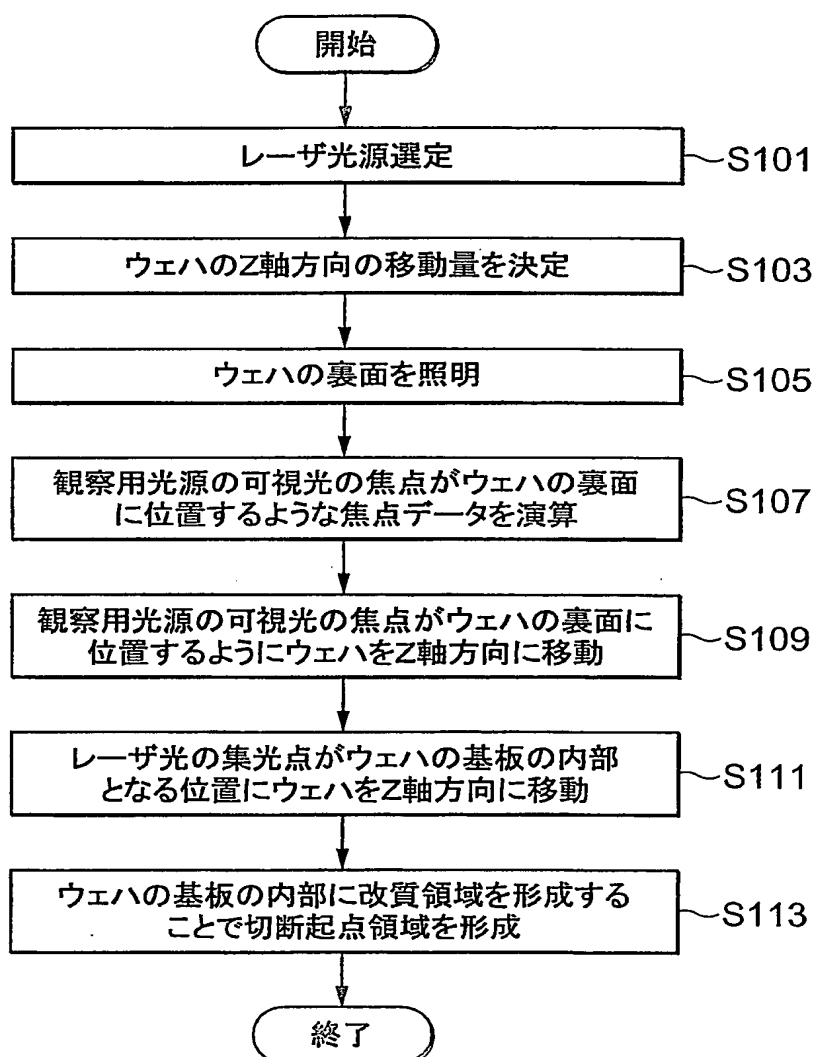 開始
レーザ光源選定
~S101
ウェハのZ軸方向の移動量を決定
~S103
ウェハの裏面を照明
~S105
観察用光源の可視光の焦点がウェハの裏面
に位置するような焦点データを演算
~S107
観察用光源の可視光の焦点がウェハの裏面に
位置するようにウェハをZ軸方向に移動
~S109
レーザ光の集光点がウェハの基板の内部
となる位置にウェハをZ軸方向に移動
~S111
ウェハの基板の内部に改質領域を形成する
ことで切断起点領域を形成
~S113
終了